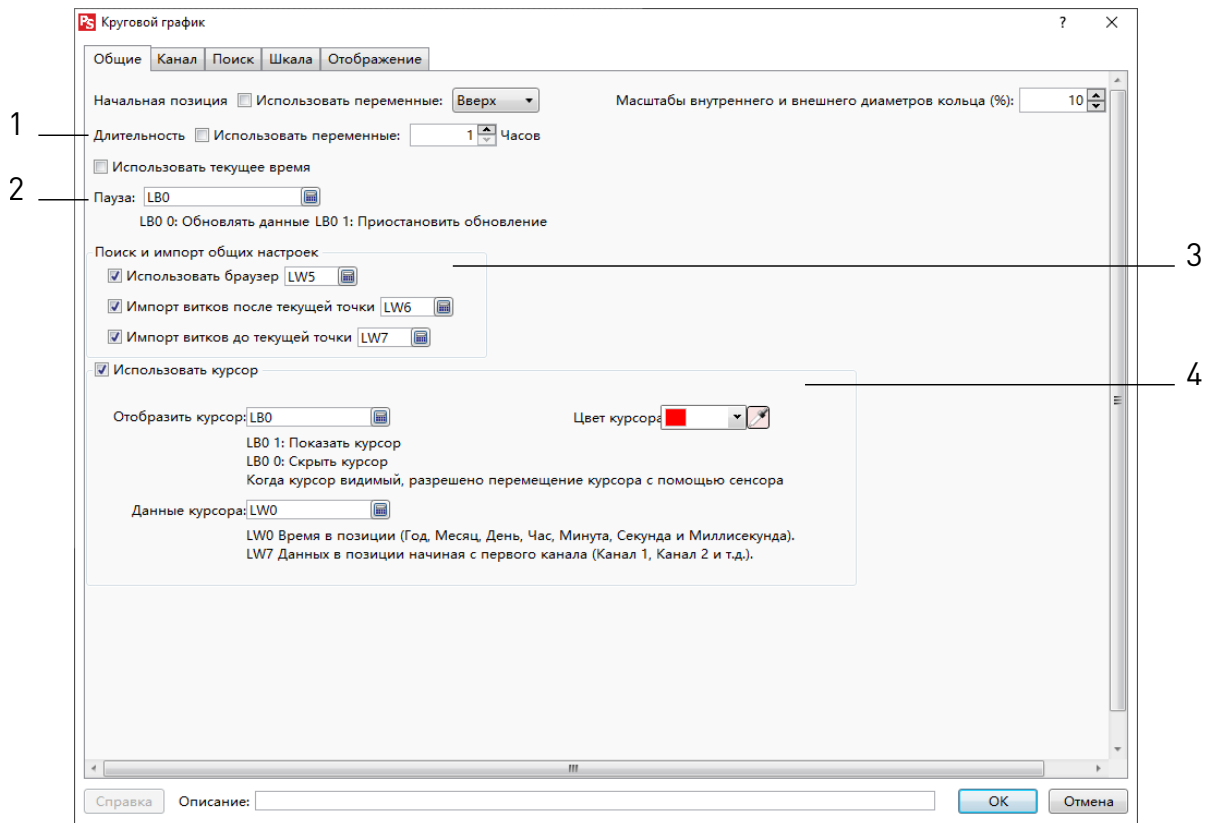 PS Круговой график ? ×
Общие Канал Поиск Шкала Отображение
Начальная позиция Использовать переменные: Вверх Масштабы внутреннего и внешнего диаметров кольца (%): 10
1 Длительность Использовать переменные: 1 Часов
Использовать текущее время
2 Пауза: LB0
LB0 0: Обновлять данные LB0 1: Приостановить обновление
Поиск и импорт общих настроек 3
Использовать браузер LW5
Импорт витков после текущей точки LW6
Импорт витков до текущей точки LW7
Использовать курсор 4
Отобразить курсор: LB0 Цвет курсора
LB0 1: Показать курсор
LB0 0: Скрыть курсор
Когда курсор видимый, разрешено перемещение курсора с помощью сенсора
Данные курсора: LW0
LW0 Время в позиции (Год, Месяц, День, Час, Минута, Секунда и Миллисекунда).
LW7 Данных в позиции начиная с первого канала (Канал 1, Канал 2 и т.д.).
Справка Описание: OK Отмена